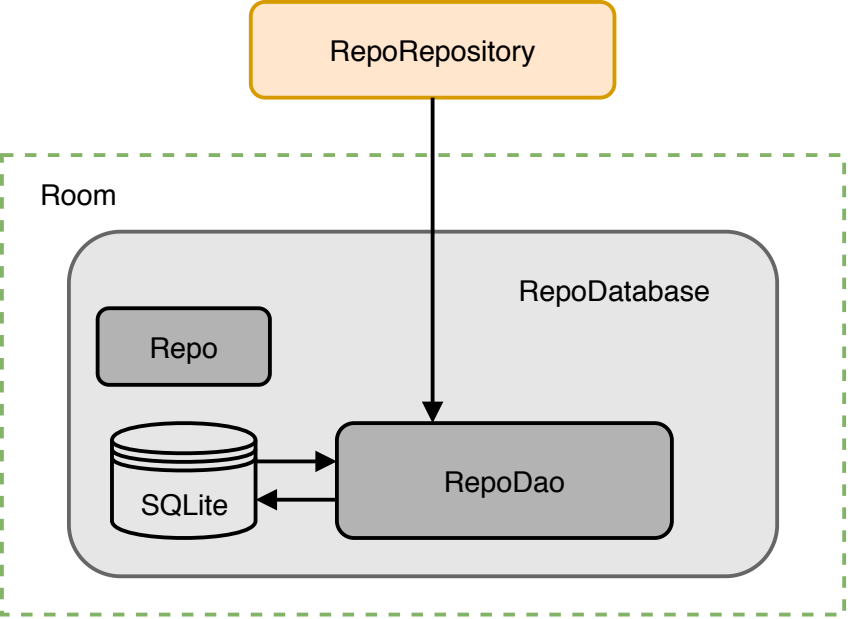 RepoRepository
Room
RepoDatabase
Repo
RepoDao
SQLite